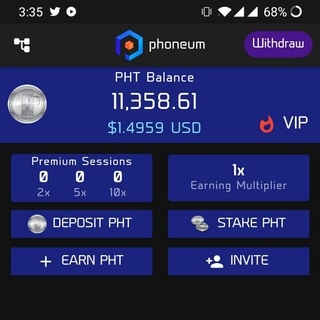 3:35 68%
phoneum Withdraw
PHT Balance
11,358.61
$1.4959 USD
VIP
Premium Sessions
0 0 0
2x 5x 10x
1x
Earning Multiplier
DEPOSIT PHT
STAKE PHT
+ EARN PHT
INVITE